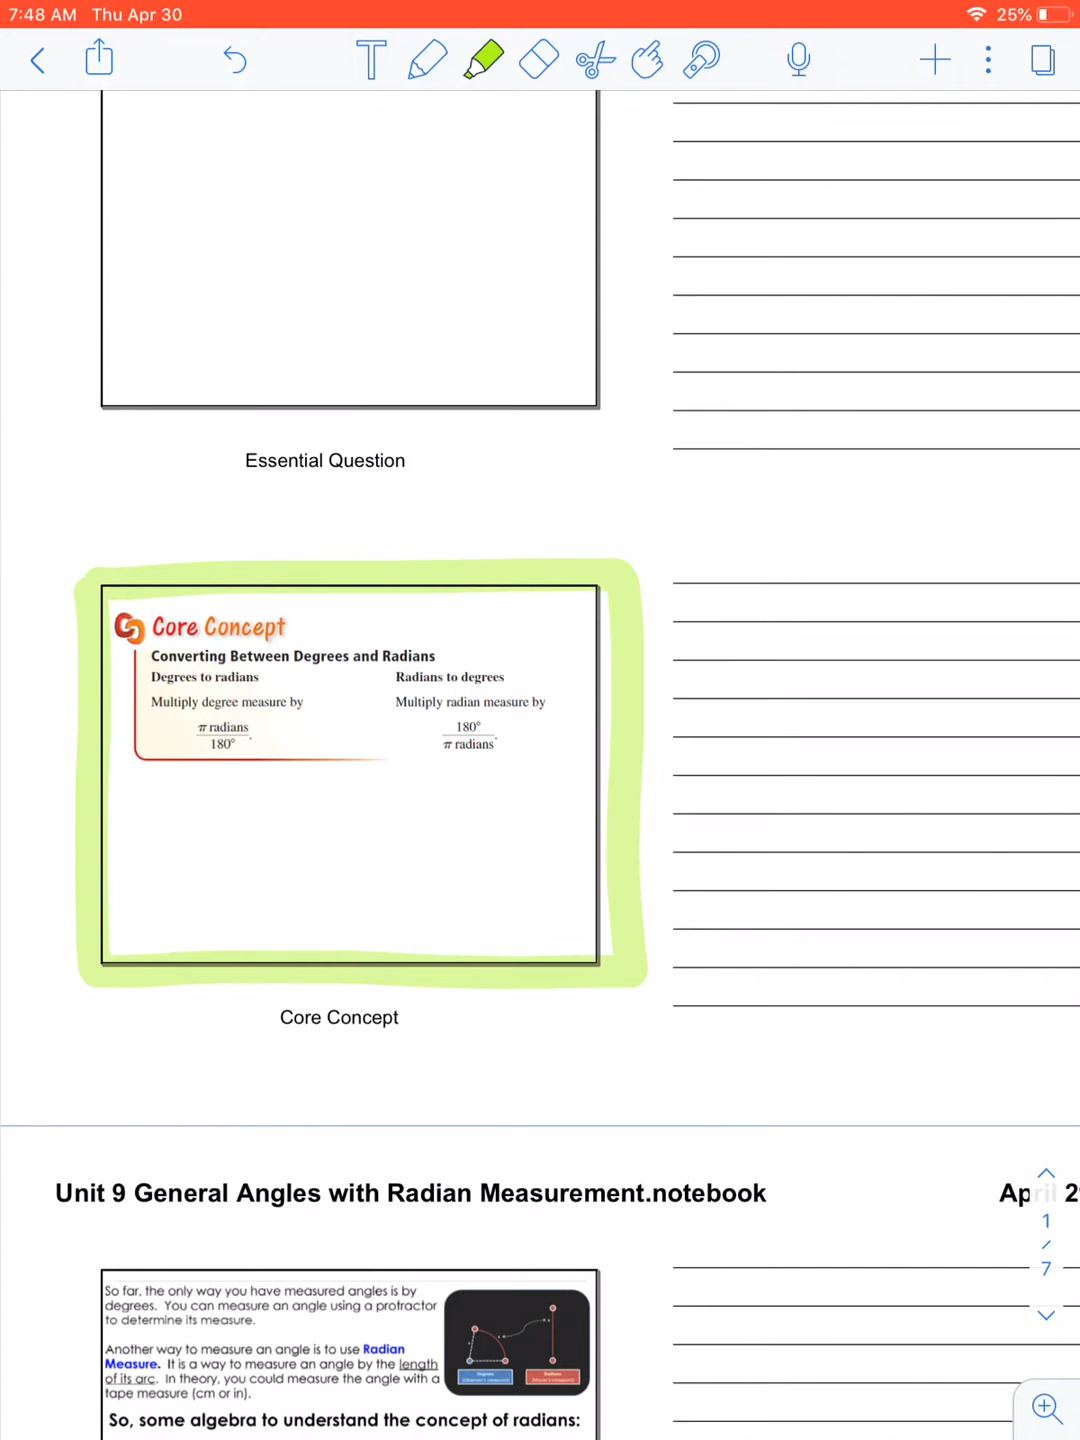 7:48 AM Thu Apr 30
25%
Essential Question
Core Concept
Converting Between Degrees and Radians
Degrees to radians
Radians to degrees
Multiply degree measure by
Multiply radian measure by
π radians
180°
.
180°
π radians
.
Core Concept
Unit 9 General Angles with Radian Measurement.notebook
April 2
1
/
7
So far, the only way you have measured angles is by
degrees. You can measure an angle using a protractor
to determine its measure.
Another way to measure an angle is to use Radian
Measure. It is a way to measure an angle by the length
of its arc. In theory, you could measure the angle with a
tape measure (cm or in).
Degrees
Radians
So, some algebra to understand the concept of radians: